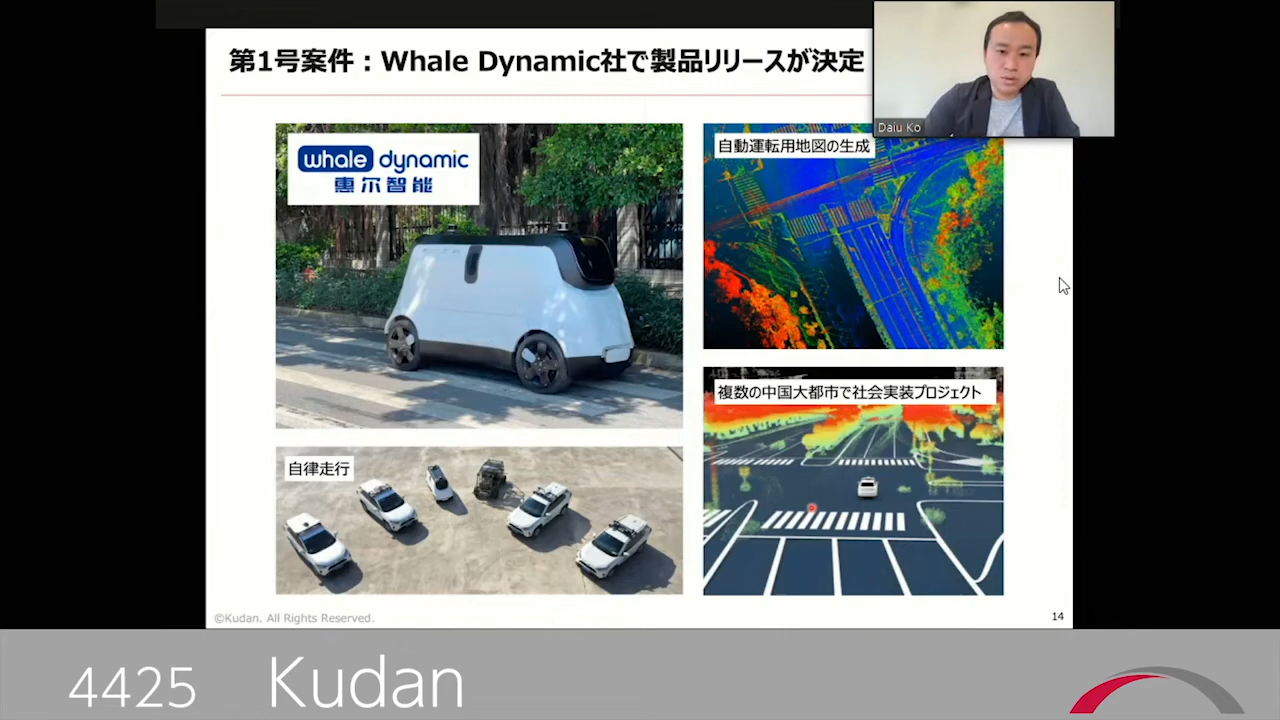 第1号案件：Whale Dynamic社で製品リリースが決定
Daiu Ko
whale dynamic
惠尔智能
自動運転用地図の生成
複数の中国大都市で社会実装プロジェクト
自律走行
©Kudan. All Rights Reserved.
14
4425 Kudan